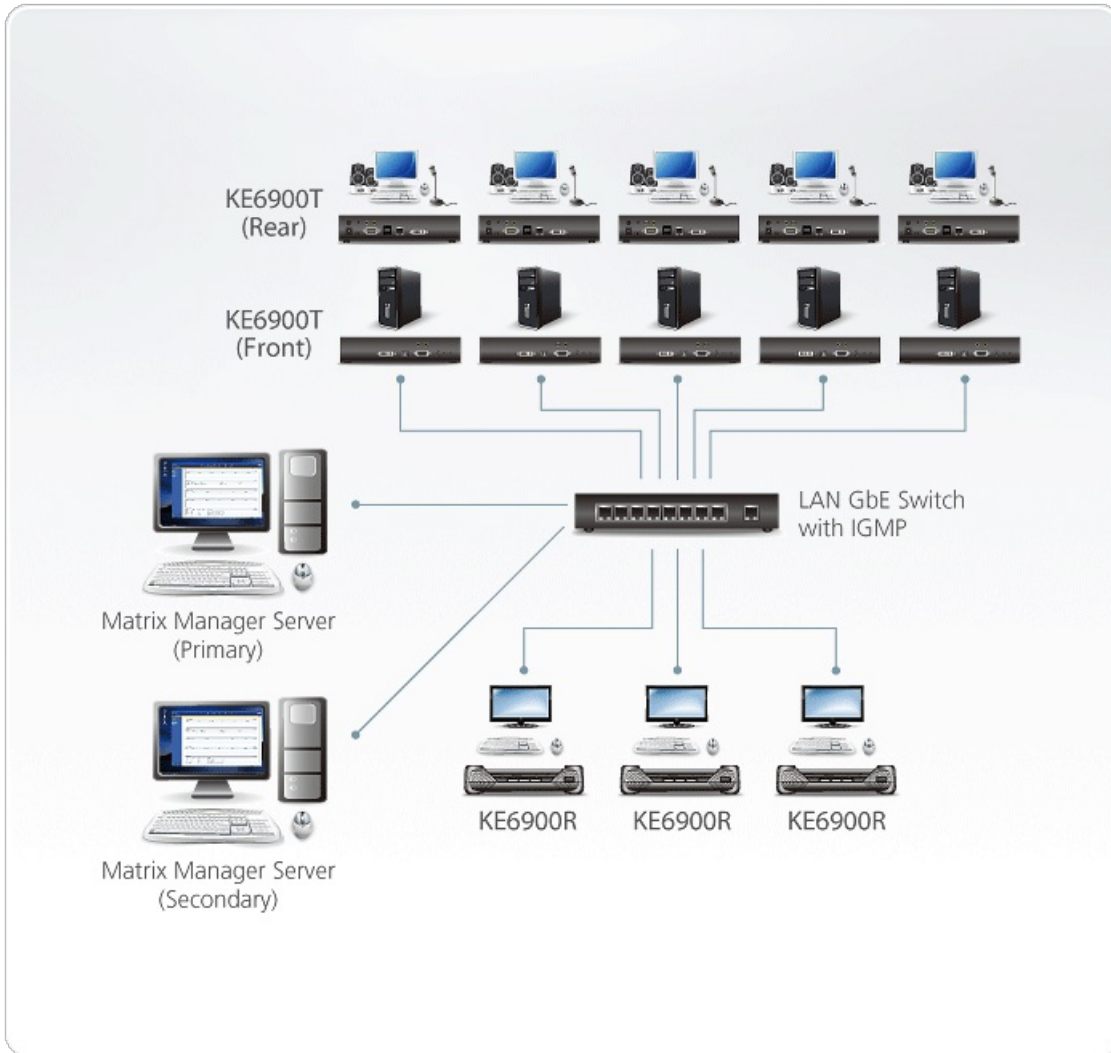 KE6900T
(Rear)
KE6900T
(Front)
LAN GbE Switch
with IGMP
Matrix Manager Server
(Primary)
KE6900R
KE6900R
KE6900R
Matrix Manager Server
(Secondary)